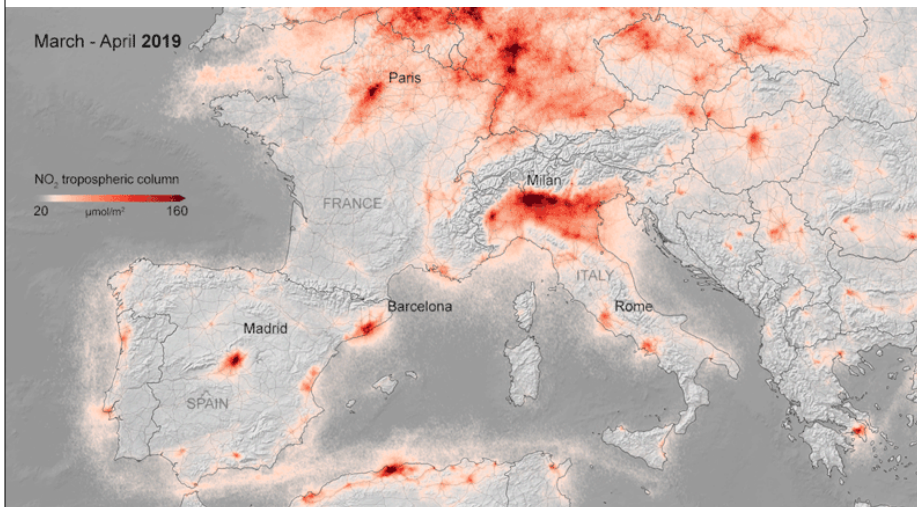 March - April 2019
Paris
NO₂ tropospheric column
20 µmol/m² 160
Milan
FRANCE
ITALY
Barcelona
Rome
Madrid
SPAIN